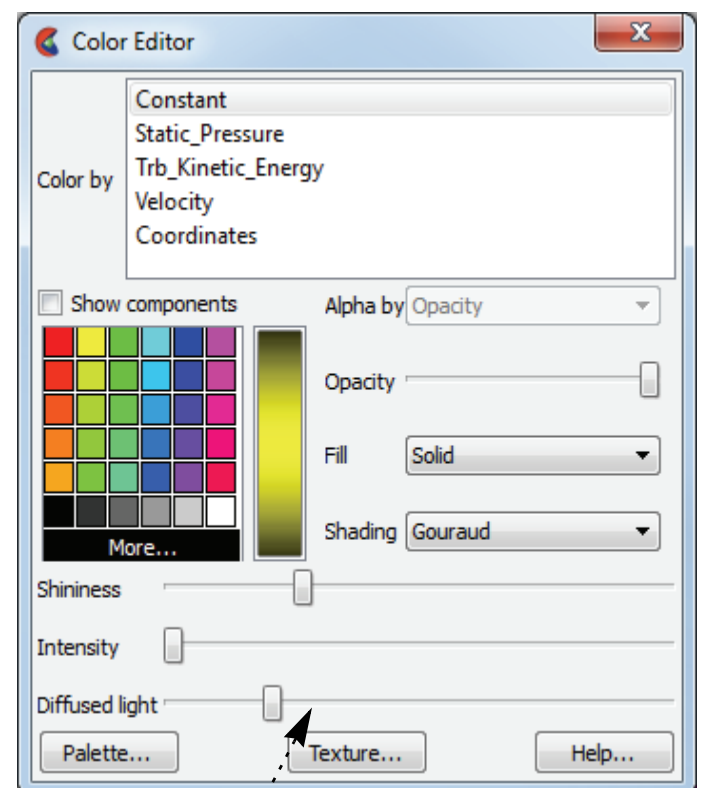 Color Editor
Constant
Static_Pressure
Trb_Kinetic_Energy
Color by
Velocity
Coordinates
Show components
Alpha by Opacity
Opacity
Fill Solid
Shading Gouraud
More...
Shininess
Intensity
Diffused light
Palette... Texture... Help...